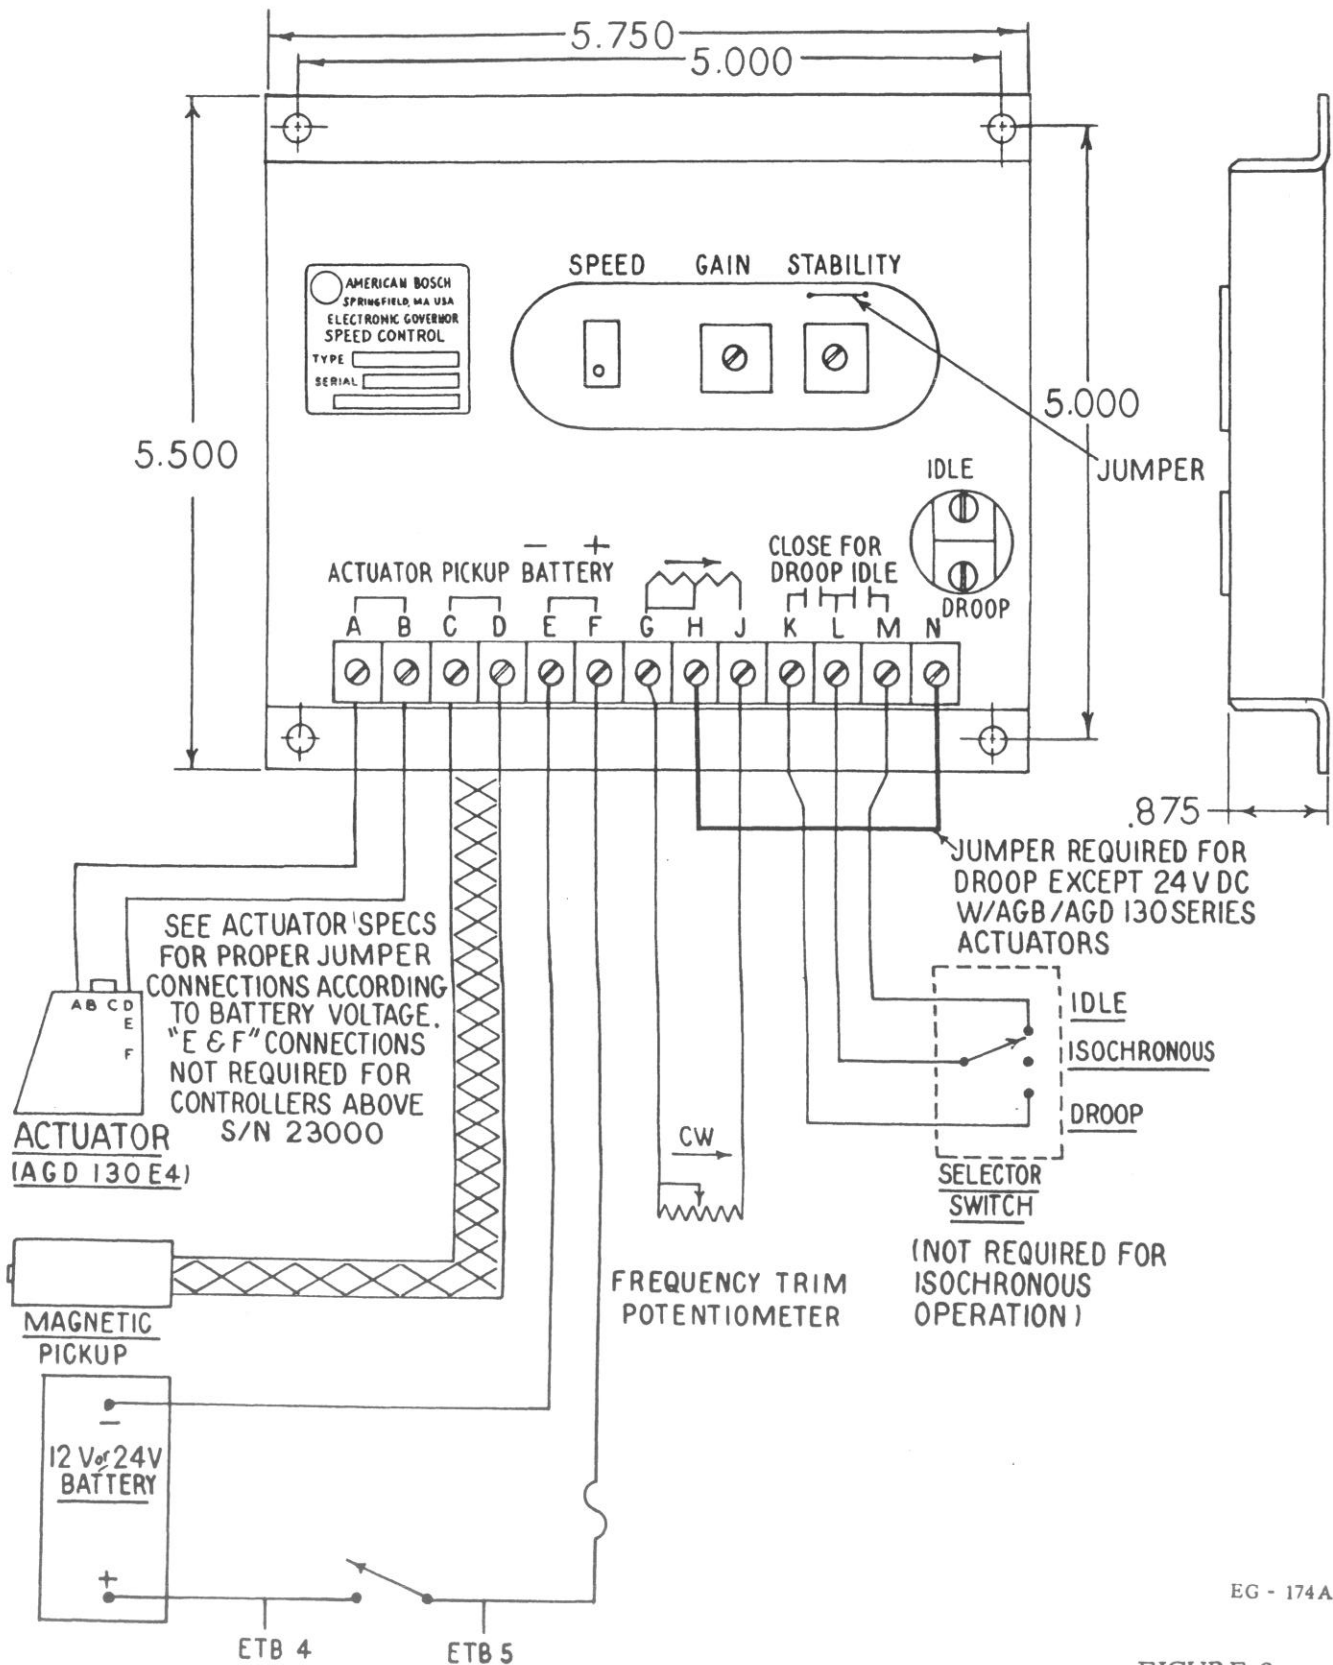 5.750
5.000
SPEED GAIN STABILITY
AMERICAN BOSCH
SPRINGFIELD, MA USA
ELECTRONIC GOVERNOR
SPEED CONTROL
TYPE
SERIAL
5.500
5.000
JUMPER
IDLE
DROOP
- +
ACTUATOR PICKUP BATTERY
CLOSE FOR
DROOP IDLE
A B C D E F G H J K L M N
.875
JUMPER REQUIRED FOR
DROOP EXCEPT 24V DC
W/AGB/AGD 130 SERIES
ACTUATORS
SEE ACTUATOR SPECS
FOR PROPER JUMPER
CONNECTIONS ACCORDING
TO BATTERY VOLTAGE.
"E & F" CONNECTIONS
NOT REQUIRED FOR
CONTROLLERS ABOVE
S/N 23000
A B C D
E
F
ACTUATOR
(AGD 130 E4)
IDLE
ISOCHRONOUS
DROOP
SELECTOR
SWITCH
(NOT REQUIRED FOR
ISOCHRONOUS
OPERATION)
CW
FREQUENCY TRIM
POTENTIOMETER
MAGNETIC
PICKUP
-
12 V or 24V
BATTERY
+
ETB 4
ETB 5
EG - 174A